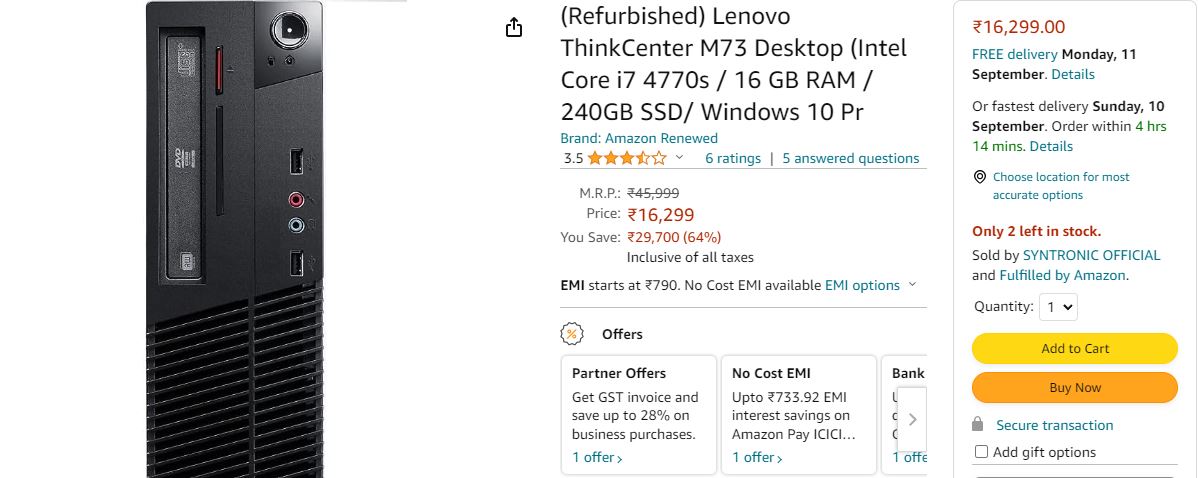 (Refurbished) Lenovo
ThinkCenter M73 Desktop (Intel
Core i7 4770s / 16 GB RAM /
240GB SSD/ Windows 10 Pr
Brand: Amazon Renewed
3.5 6 ratings | 5 answered questions
M.R.P.: ₹45,999
Price: ₹16,299
You Save: ₹29,700 (64%)
Inclusive of all taxes
EMI starts at ₹790. No Cost EMI available EMI options
% Offers
Partner Offers
Get GST invoice and
save up to 28% on
business purchases.
1 offer ›
No Cost EMI
Upto ₹733.92 EMI
interest savings on
Amazon Pay ICICI…
1 offer ›
Bank
1 offe
₹16,299.00
FREE delivery Monday, 11
September. Details
Or fastest delivery Sunday, 10
September. Order within 4 hrs
14 mins. Details
Choose location for most
accurate options
Only 2 left in stock.
Sold by SYNTRONIC OFFICIAL
and Fulfilled by Amazon.
Quantity: 1
Add to Cart
Buy Now
Secure transaction
Add gift options
DVD